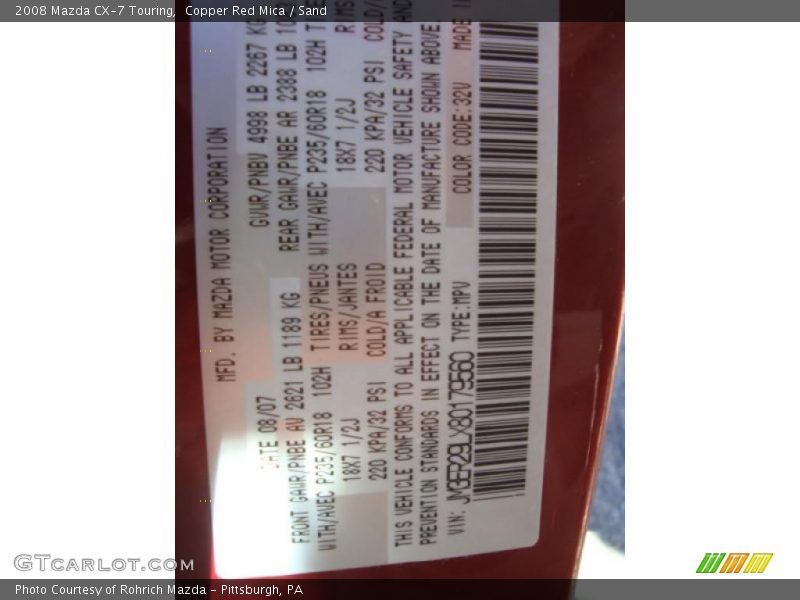 2008 Mazda CX-7 Touring, Copper Red Mica / Sand
MFD. BY MAZDA MOTOR CORPORATION
DATE 08/07 GVWR/PNBV 4998 LB 2267 KG
FRONT GAWR/PNBE AV 2621 LB 1189 KG REAR GAWR/PNBE AR 2388 LB
WITH/AVEC P235/60R18 102H TIRES/PNEUS WITH/AVEC P235/60R18 102H
18X7 1/2J RIMS/JANTES 18X7 1/2J RIMS
220 KPA/32 PSI COLD/A FROID 220 KPA/32 PSI COLD/A
THIS VEHICLE CONFORMS TO ALL APPLICABLE FEDERAL MOTOR VEHICLE SAFETY AND
PREVENTION STANDARDS IN EFFECT ON THE DATE OF MANUFACTURE SHOWN ABOVE
VIN: JM3ER29LX80179560 TYPE:MPV COLOR CODE:32V MADE
GTCarlot.com
Photo Courtesy of Rohrich Mazda - Pittsburgh, PA